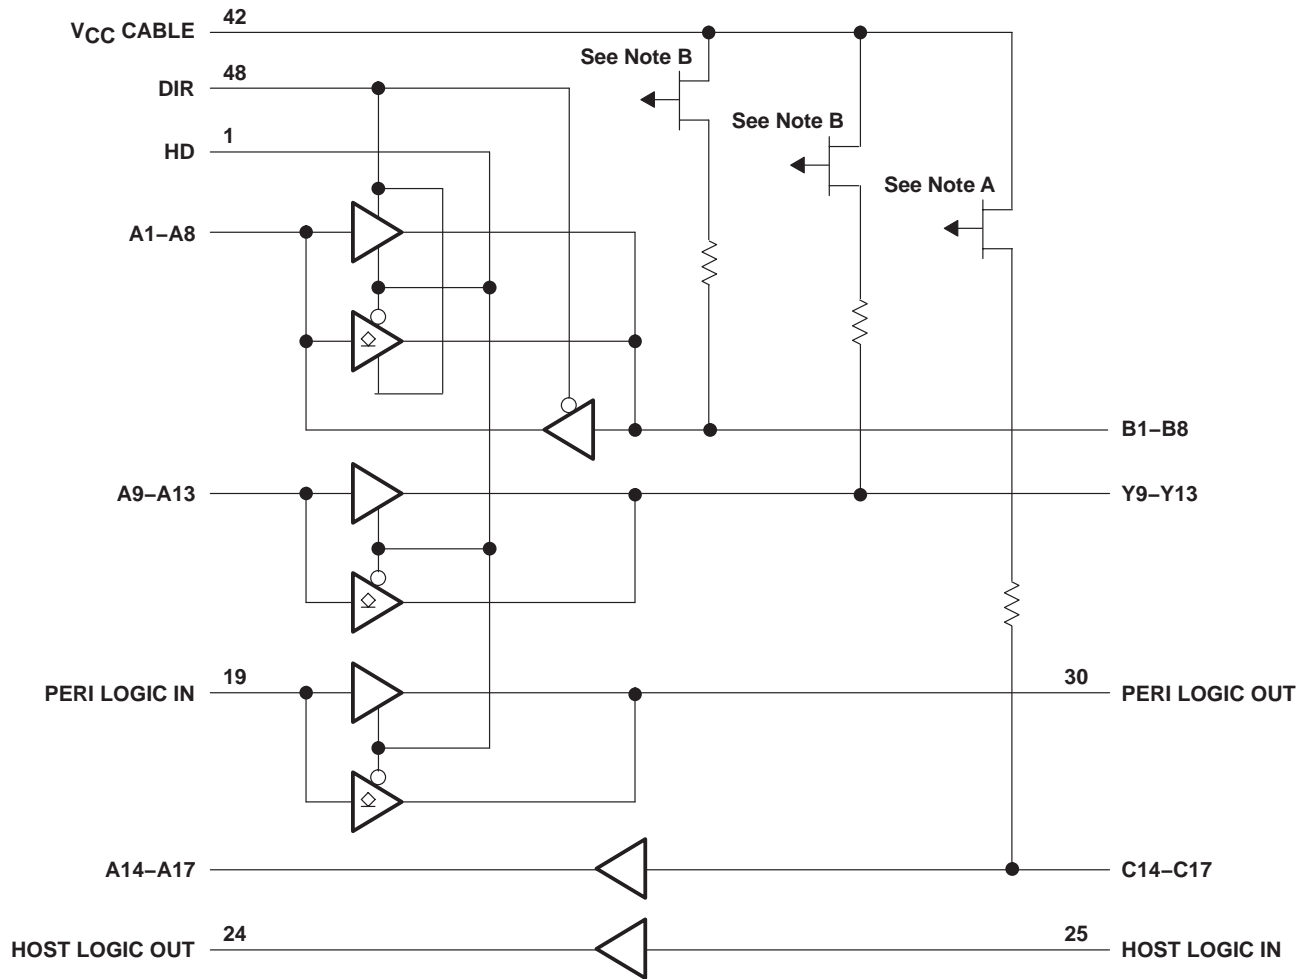 VCC CABLE 42
See Note B
DIR 48
See Note B
HD 1
See Note A
A1–A8
B1–B8
A9–A13
Y9–Y13
PERI LOGIC IN 19
30 PERI LOGIC OUT
A14–A17
C14–C17
HOST LOGIC OUT 24
25 HOST LOGIC IN